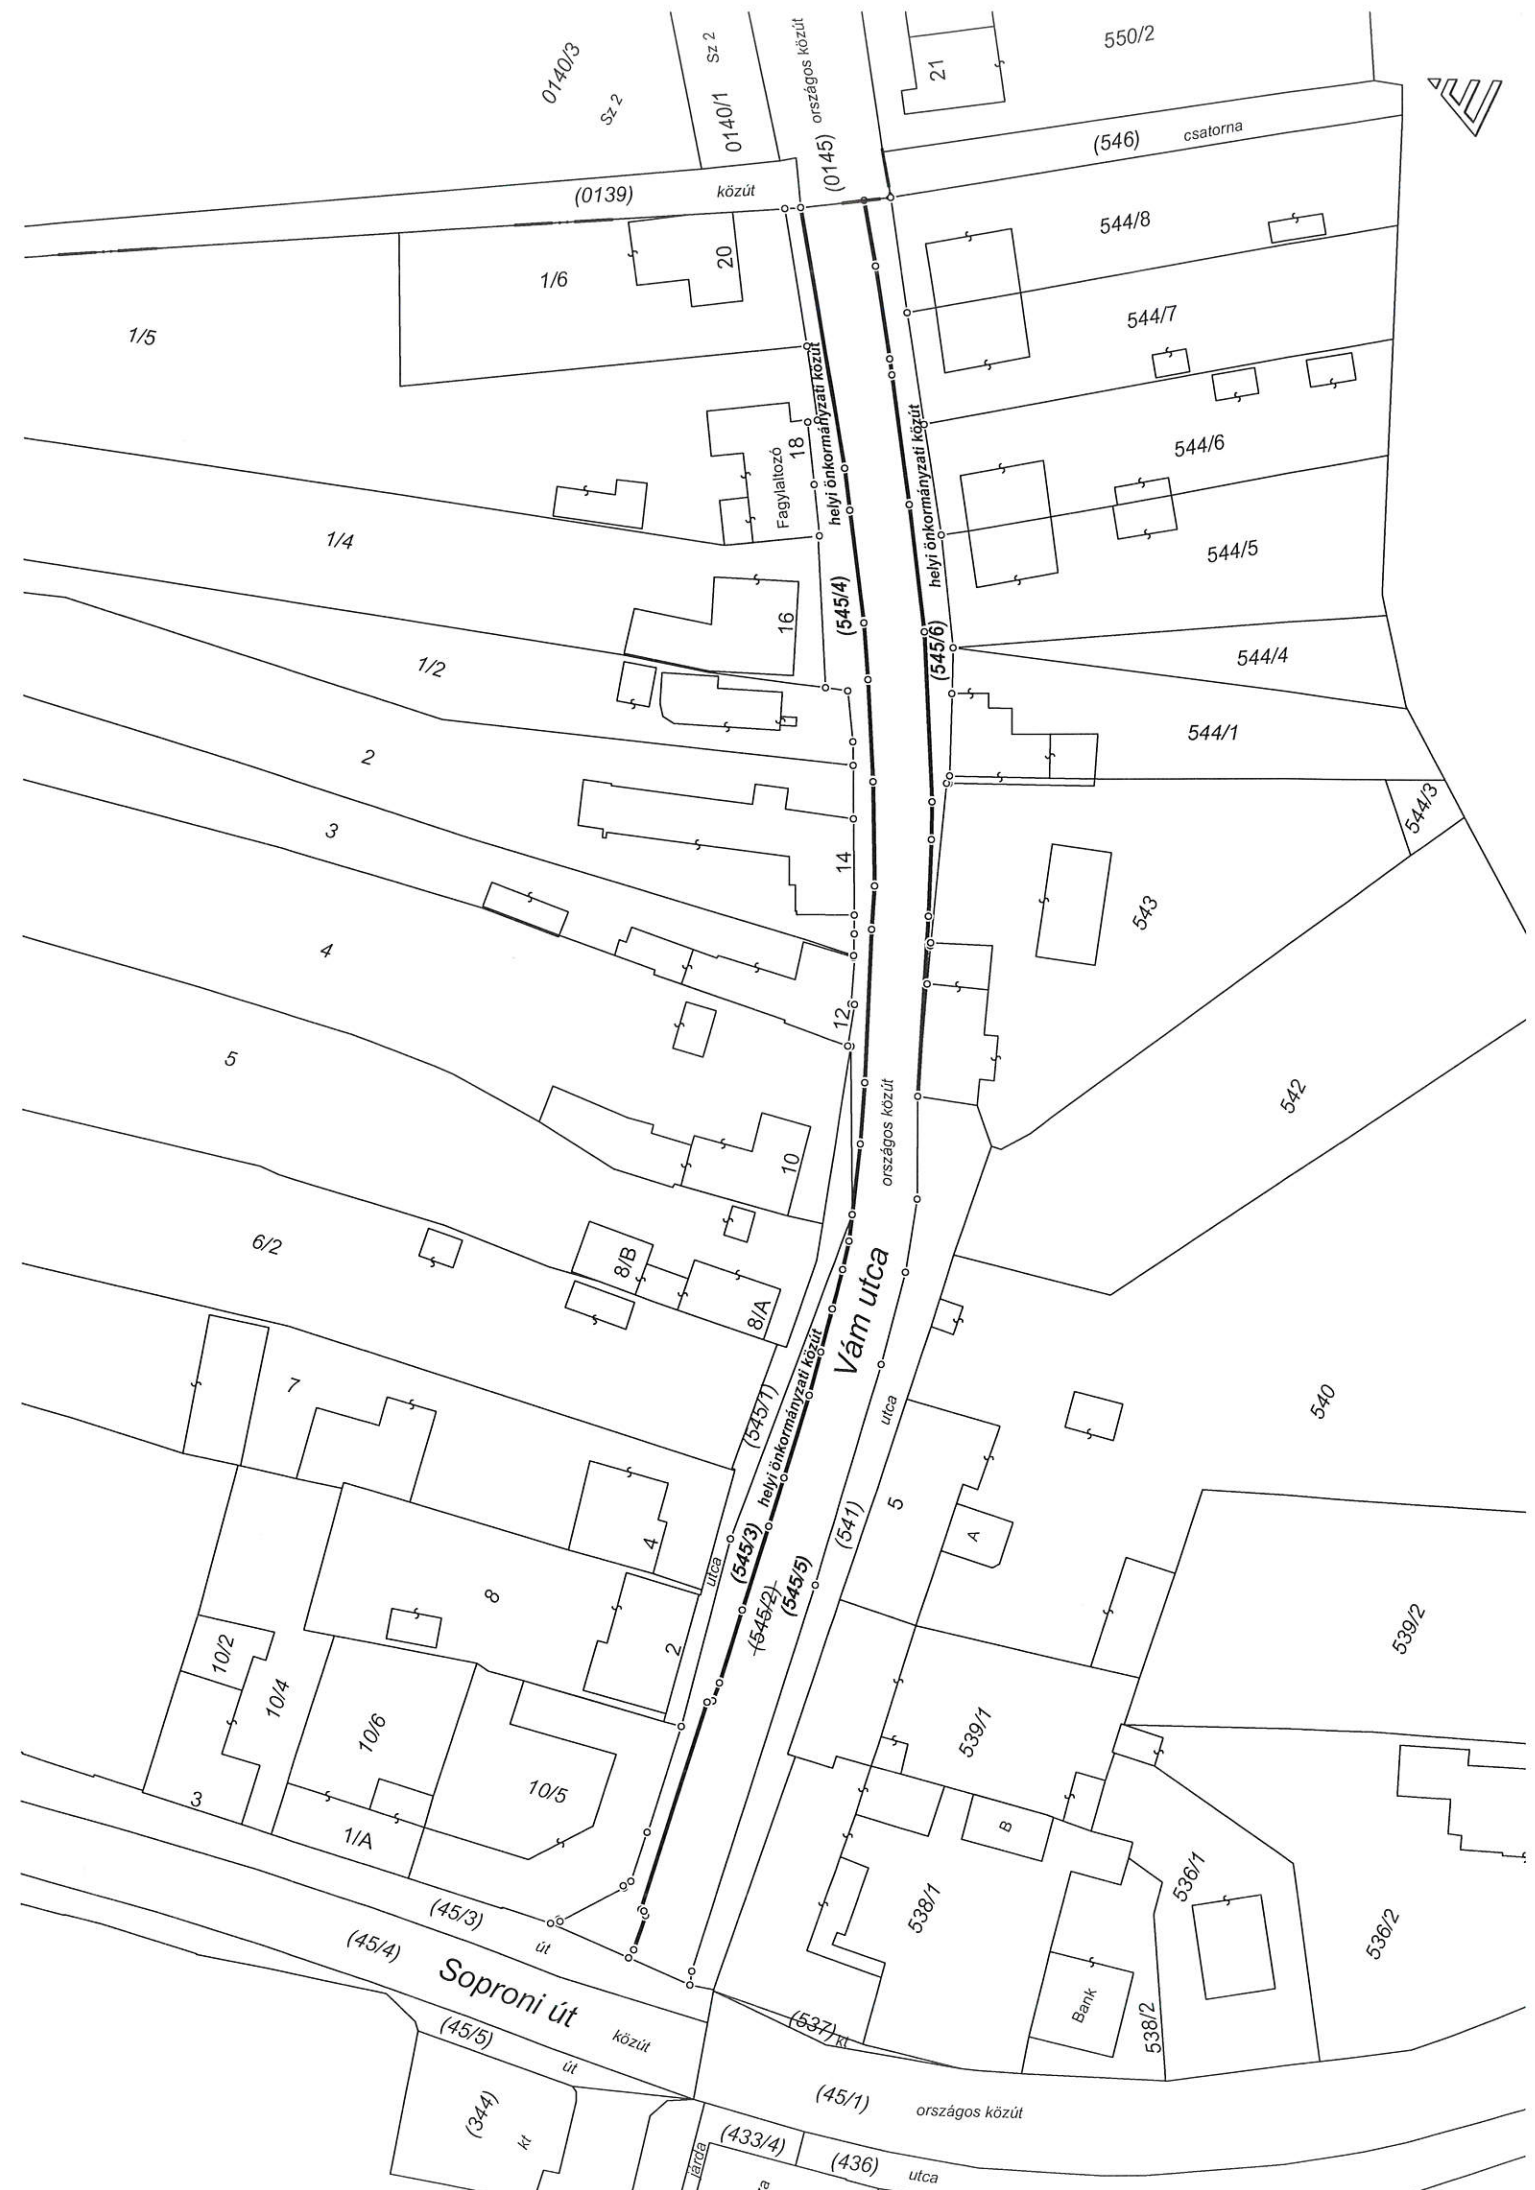 0140/3
Sz 2
0140/1
Sz 2
országos közút
(0145)
21
550/2
(546)
csatorna
(0139)
közút
544/8
1/6
20
1/5
544/7
helyi önkormányzati közút
helyi önkormányzati közút
18
Fagylaltozó
544/6
1/4
544/5
(545/4)
16
(545/6)
1/2
544/4
544/1
2
544/3
3
14
543
4
12
5
országos közút
542
10
6/2
8/B
8/A
Vám utca
7
(545/1)
helyi önkormányzati közút
utca
540
5
(541)
A
4
utca
(545/3)
(545/2)
(545/5)
8
2
10/2
10/4
10/6
539/2
539/1
10/5
3
1/A
B
536/1
538/1
536/2
(45/3)
út
(45/4)
Soproni út
közút
(45/5)
út
Bank
538/2
(537)
kt
(344)
kt
(45/1)
országos közút
járda
(433/4)
(436)
utca